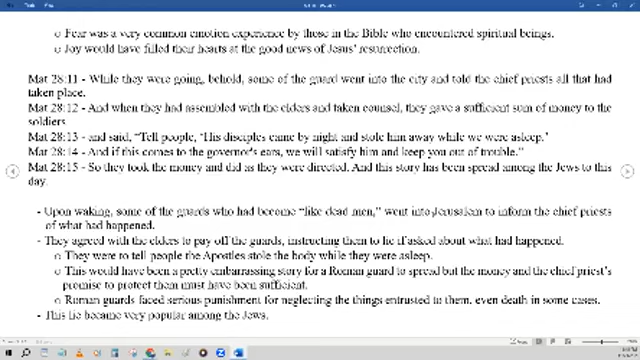 o Fear was a very common emotion experience by those in the Bible who encountered spiritual beings.
o Joy would have filled their hearts at the good news of Jesus' resurrection.
Mat 28:11 - While they were going, behold, some of the guard went into the city and told the chief priests all that had
taken place.
Mat 28:12 - And when they had assembled with the elders and taken counsel, they gave a sufficient sum of money to the
soldiers
Mat 28:13 - and said, "Tell people, 'His disciples came by night and stole him away while we were asleep.'
Mat 28:14 - And if this comes to the governor's ears, we will satisfy him and keep you out of trouble."
Mat 28:15 - So they took the money and did as they were directed. And this story has been spread among the Jews to this
day.
- Upon waking, some of the guards who had become "like dead men," went into Jerusalem to inform the chief priests
of what had happened.
- They agreed with the elders to pay off the guards, instructing them to lie if asked about what had happened.
o They were to tell people the Apostles stole the body while they were asleep.
o This would have been a pretty embarrassing story for a Roman guard to spread but the money and the chief priest's
promise to protect them must have been sufficient.
o Roman guards faced serious punishment for neglecting the things entrusted to them, even death in some cases.
- This lie became very popular among the Jews.